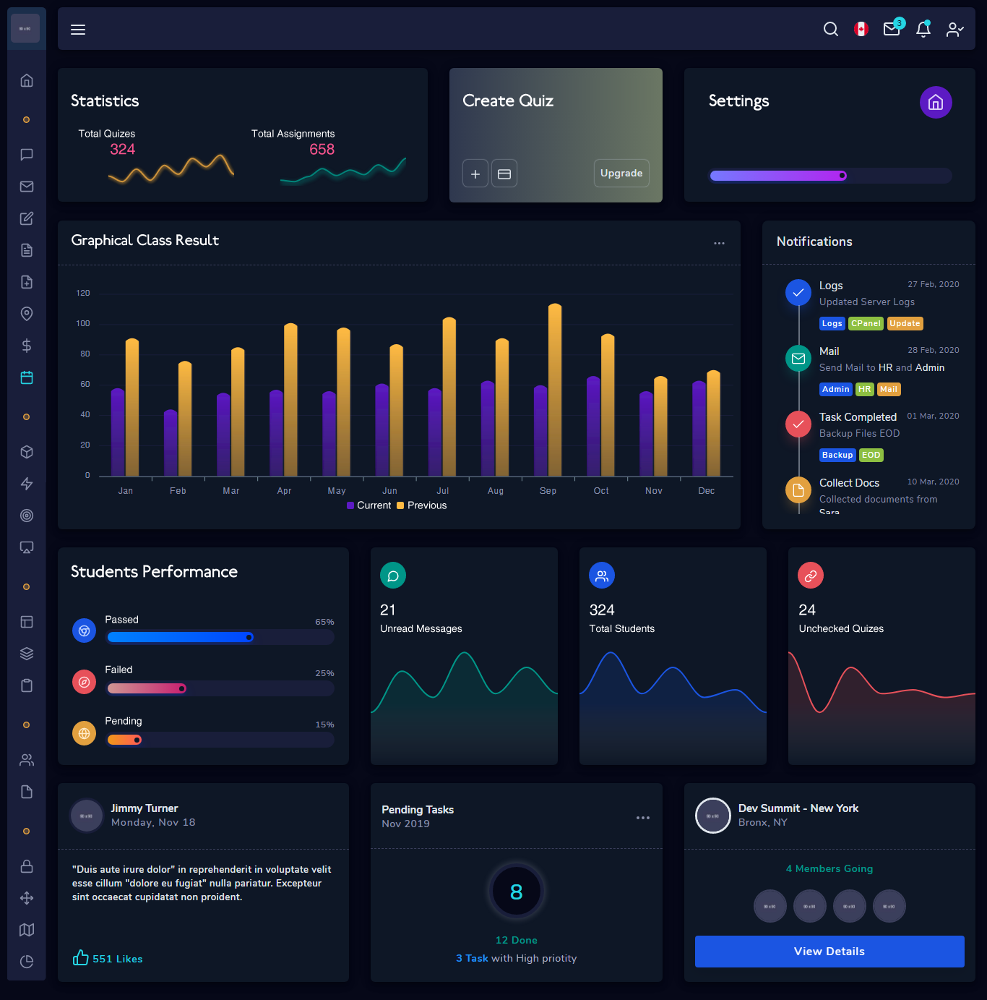 3
Statistics
Total Quizes
324
Total Assignments
658
Create Quiz
Upgrade
Settings
Graphical Class Result
120
100
80
60
40
20
0
Jan Feb Mar Apr May Jun Jul Aug Sep Oct Nov Dec
Current Previous
Notifications
Logs 27 Feb, 2020
Updated Server Logs
Logs CPanel Update
Mail 28 Feb, 2020
Send Mail to HR and Admin
Admin HR Mail
Task Completed 01 Mar, 2020
Backup Files EOD
Backup EOD
Collect Docs 10 Mar, 2020
Collected documents from
Sara
Students Performance
Passed 65%
Failed 25%
Pending 15%
21
Unread Messages
324
Total Students
24
Unchecked Quizes
Jimmy Turner
Monday, Nov 18
"Duis aute irure dolor" in reprehenderit in voluptate velit
esse cillum "dolore eu fugiat" nulla pariatur. Excepteur
sint occaecat cupidatat non proident.
551 Likes
Pending Tasks
Nov 2019
8
12 Done
3 Task with High priotity
Dev Summit - New York
Bronx, NY
4 Members Going
View Details